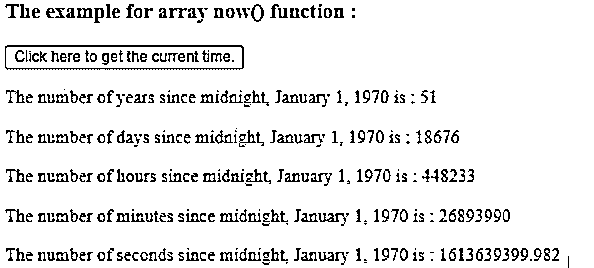 The example for array now() function :
Click here to get the current time.
The number of years since midnight, January 1, 1970 is : 51
The number of days since midnight, January 1, 1970 is : 18676
The number of hours since midnight, January 1, 1970 is : 448233
The number of minutes since midnight, January 1, 1970 is : 26893990
The number of seconds since midnight, January 1, 1970 is : 1613639399.982